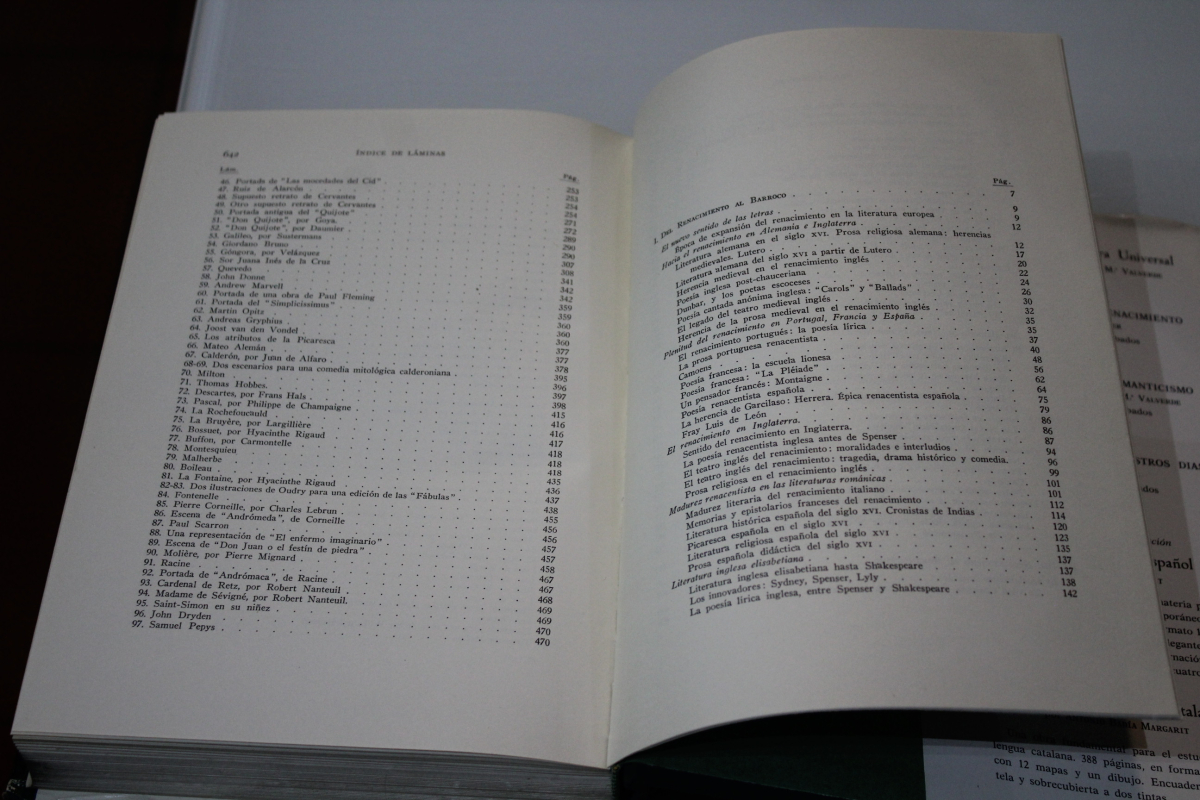 642 ÍNDICE DE LÁMINAS
Lám. Pág.
46. Portada de "Las mocedades del Cid" 253
47. Ruiz de Alarcón 253
48. Supuesto retrato de Cervantes 254
49. Otro supuesto retrato de Cervantes 254
50. Portada antigua del "Quijote" 271
51. "Don Quijote", por Goya. 272
52. "Don Quijote", por Daumier 289
53. Galileo, por Sustermans 290
54. Giordano Bruno 290
55. Góngora, por Velásques 307
56. Sor Juana Inés de la Cruz 308
57. Quevedo 341
58. John Donne 342
59. Andrew Marvell 342
60. Portada de una obra de Paul Fleming 359
61. Portada del "Simplicissimus" 359
62. Martin Opitz 360
63. Andreas Gryphius 360
64. Joost van den Vondel 360
65. Los atributos de la Picaresca 377
66. Mateo Alemán 377
67. Calderón, por Juan de Alfaro 378
68-69. Dos escenarios para una comedia mitológica calderoniana 395
70. Milton 396
71. Thomas Hobbes. 397
72. Descartes, por Frans Hals 398
73. Pascal, por Philippe de Champaigne 415
74. La Rochefoucauld 416
75. La Bruyère, por Largillière 416
76. Bossuet, por Hyacinthe Rigaud 417
77. Buffon, por Carmontelle 418
78. Montesquieu 418
79. Malherbe 418
80. Boileau 435
81. La Fontaine, por Hyacinthe Rigaud 436
82-83. Dos ilustraciones de Oudry para una edición de las "Fábulas" 437
84. Fontenelle 438
85. Pierre Corneille, por Charles Lebrun 455
86. Escena de "Andrómeda", de Corneille 456
87. Paul Scarron 456
88. Una representación de "El enfermo imaginario" 457
89. Escena de "Don Juan o el festín de piedra" 457
90. Molière, por Pierre Mignard 458
91. Racine 467
92. Portada de "Andrómaca", de Racine 467
93. Cardenal de Retz, por Robert Nanteuil 468
94. Madame de Sévigné, por Robert Nanteuil. 469
95. Saint-Simon en su niñez 469
96. John Dryden 470
97. Samuel Pepys 470
Pág.
I. DEL RENACIMIENTO AL BARROCO 7
El nuevo sentido de las letras 9
Época de expansión del renacimiento en la literatura europea 9
Hacia el renacimiento en Alemania e Inglaterra 12
Literatura alemana en el siglo XVI. Prosa religiosa alemana: herencias
medievales. Lutero 12
Literatura alemana del siglo XVI a partir de Lutero 17
Herencia medieval en el renacimiento inglés 20
Poesía inglesa post-chauceriana 22
Dunbar, y los poetas escoceses 24
Poesía cantada anónima inglesa: "Carols" y "Ballads" 26
El legado del teatro medieval inglés 30
Herencia de la prosa medieval en el renacimiento inglés 32
Plenitud del renacimiento en Portugal, Francia y España 35
El renacimiento portugués: la poesía lírica 35
La prosa portuguesa renacentista 37
Camoens 40
Poesía francesa: la escuela lionesa 48
Poesía francesa: "La Pléiade" 56
Un pensador francés: Montaigne 62
Poesía renacentista española 64
La herencia de Garcilaso: Herrera. Épica renacentista española 75
Fray Luis de León 79
El renacimiento en Inglaterra. 86
Sentido del renacimiento en Inglaterra. 86
La poesía renacentista inglesa antes de Spenser 87
El teatro inglés del renacimiento: moralidades e interludios 94
El teatro inglés del renacimiento: tragedia, drama histórico y comedia. 96
Prosa religiosa en el renacimiento inglés 99
Madurez renacentista en las literaturas románicas 101
Madurez literaria del renacimiento italiano 101
Memorias y epistolarios franceses del renacimiento 112
Literatura histórica española del siglo XVI. Cronistas de Indias 114
Picaresca española en el siglo XVI 120
Literatura religiosa española del siglo XVI 123
Prosa española didáctica del siglo XVI 135
Literatura inglesa elizabetiana 137
Literatura inglesa elisabetiana hasta Shakespeare 137
Los innovadores: Sydney, Spenser, Lyly 138
La poesía lírica inglesa, entre Spenser y Shakespeare 142
ra Universal
M.ª VALVERDE
NACIMIENTO
MANTICISMO
M.ª VALVERDE
STROS DIAS
dos
ción
spañol
ateria
poráneo
mato
legante
nación
uatro
tala
MARGARIT
para el estu
lengua catalana. 388 páginas, en forma
con 12 mapas y un dibujo. Encuader
tela y sobrecubierta a dos tintas